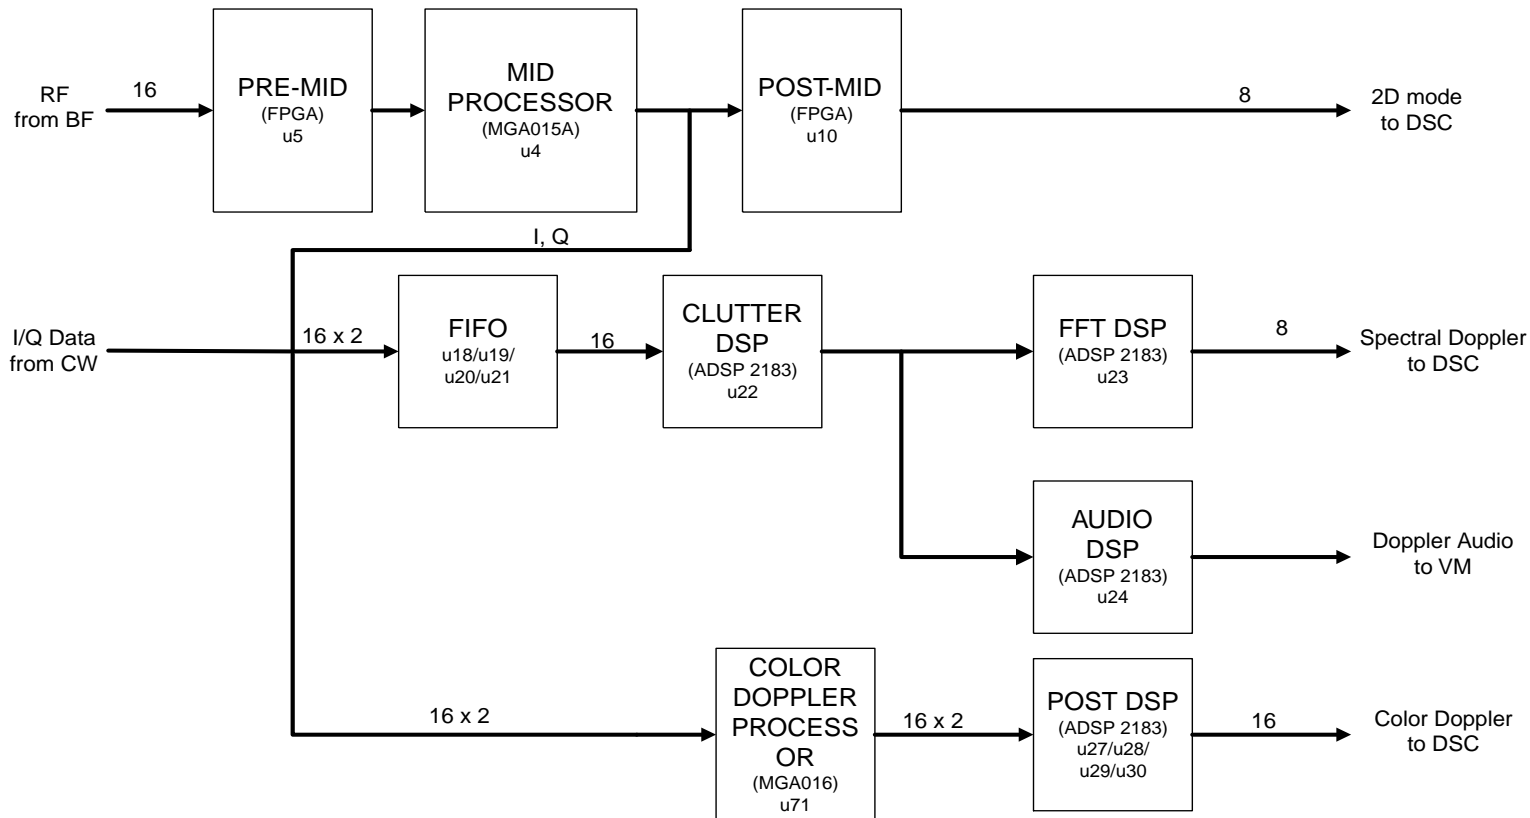 RF
from BF
16
PRE-MID
(FPGA)
u5
MID
PROCESSOR
(MGA015A)
u4
POST-MID
(FPGA)
u10
8
2D mode
to DSC
I, Q
I/Q Data
from CW
16 x 2
FIFO
u18/u19/
u20/u21
16
CLUTTER
DSP
(ADSP 2183)
u22
FFT DSP
(ADSP 2183)
u23
8
Spectral Doppler
to DSC
AUDIO
DSP
(ADSP 2183)
u24
Doppler Audio
to VM
16 x 2
COLOR
DOPPLER
PROCESS
OR
(MGA016)
u71
16 x 2
POST DSP
(ADSP 2183)
u27/u28/
u29/u30
16
Color Doppler
to DSC